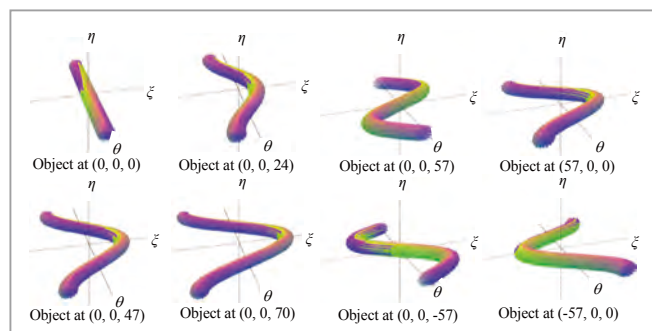 η η η η
ξ ξ ξ ξ
θ θ θ θ
Object at (0, 0, 0) Object at (0, 0, 24) Object at (0, 0, 57) Object at (57, 0, 0)
η η η η
ξ ξ ξ ξ
θ θ θ θ
Object at (0, 0, 47) Object at (0, 0, 70) Object at (0, 0, -57) Object at (-57, 0, 0)